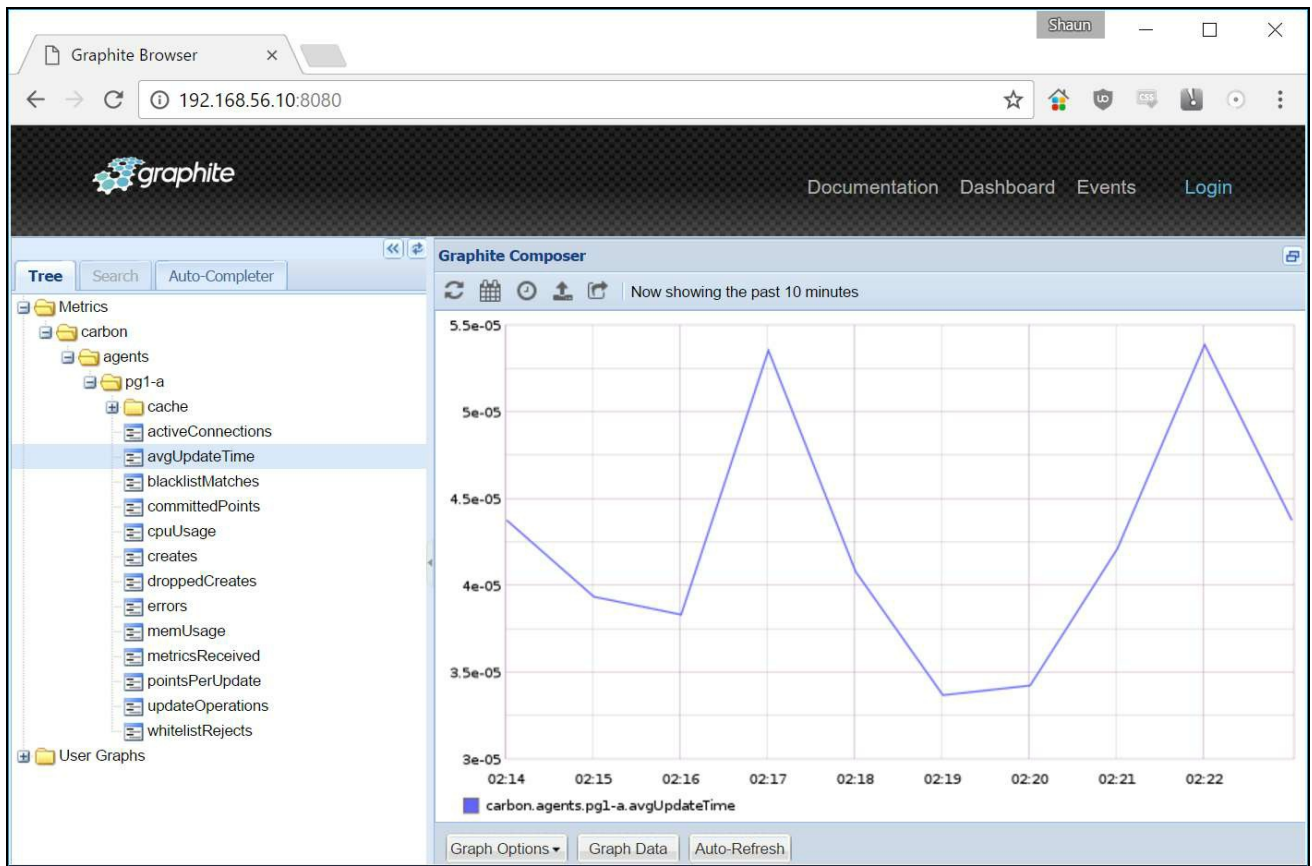 Shaun
Graphite Browser
192.168.56.10:8080
UO
CSS
graphite
Documentation Dashboard Events Login
Tree Search Auto-Completer
Metrics
carbon
agents
pg1-a
cache
activeConnections
avgUpdateTime
blacklistMatches
committedPoints
cpuUsage
creates
droppedCreates
errors
memUsage
metricsReceived
pointsPerUpdate
updateOperations
whitelistRejects
User Graphs
Graphite Composer
Now showing the past 10 minutes
5.5e-05
5e-05
4.5e-05
4e-05
3.5e-05
3e-05
02:14 02:15 02:16 02:17 02:18 02:19 02:20 02:21 02:22
carbon.agents.pg1-a.avgUpdateTime
Graph Options Graph Data Auto-Refresh